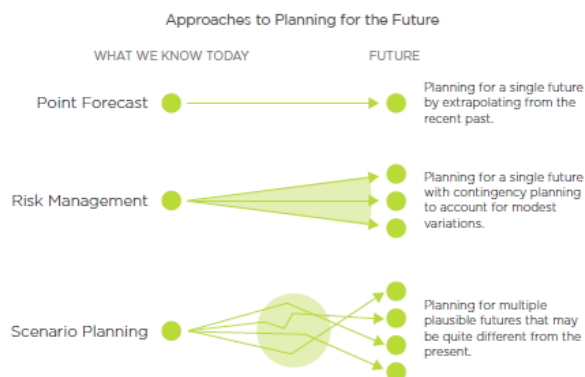 Approaches to Planning for the Future
WHAT WE KNOW TODAY
FUTURE
Point Forecast
Planning for a single future
by extrapolating from the
recent past.
Risk Management
Planning for a single future
with contingency planning
to account for modest
variations.
Scenario Planning
Planning for multiple
plausible futures that may
be quite different from the
present.